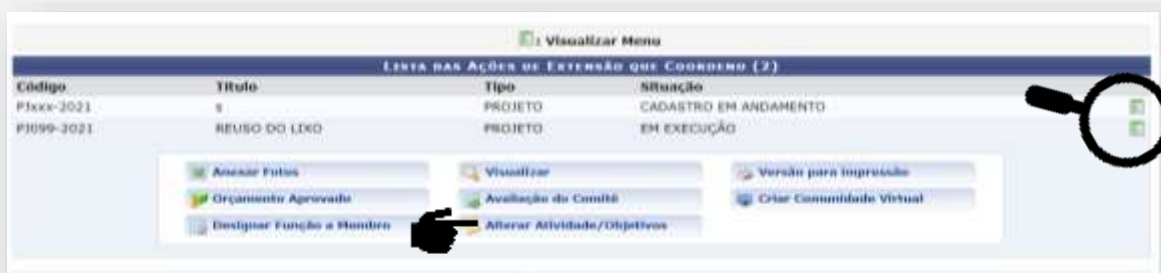 : Visualizar Menu
LISTA DAS AÇÕES DE EXTENSÃO QUE COORDENO (2)
Código Título Tipo Situação
PJxxx-2021 s PROJETO CADASTRO EM ANDAMENTO
PJ099-2021 REUSO DO LIXO PROJETO EM EXECUÇÃO
Anexar Fotos Visualizar Versão para Impressão
Orçamento Aprovado Avaliação do Comitê Criar Comunidade Virtual
Designar Função a Membro Alterar Atividade/Objetivos